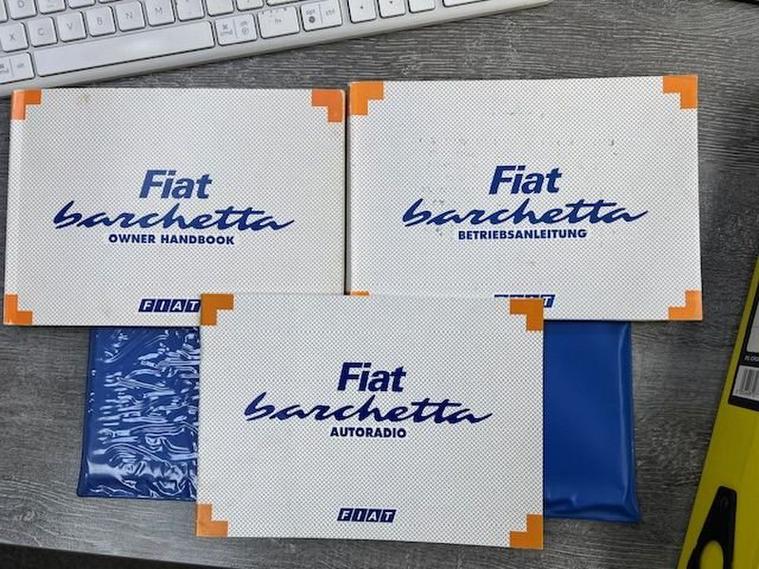 Fiat
barchetta
OWNER HANDBOOK
FIAT
Fiat
barchetta
BETRIEBSANLEITUNG
Fiat
barchetta
AUTORADIO
FIAT